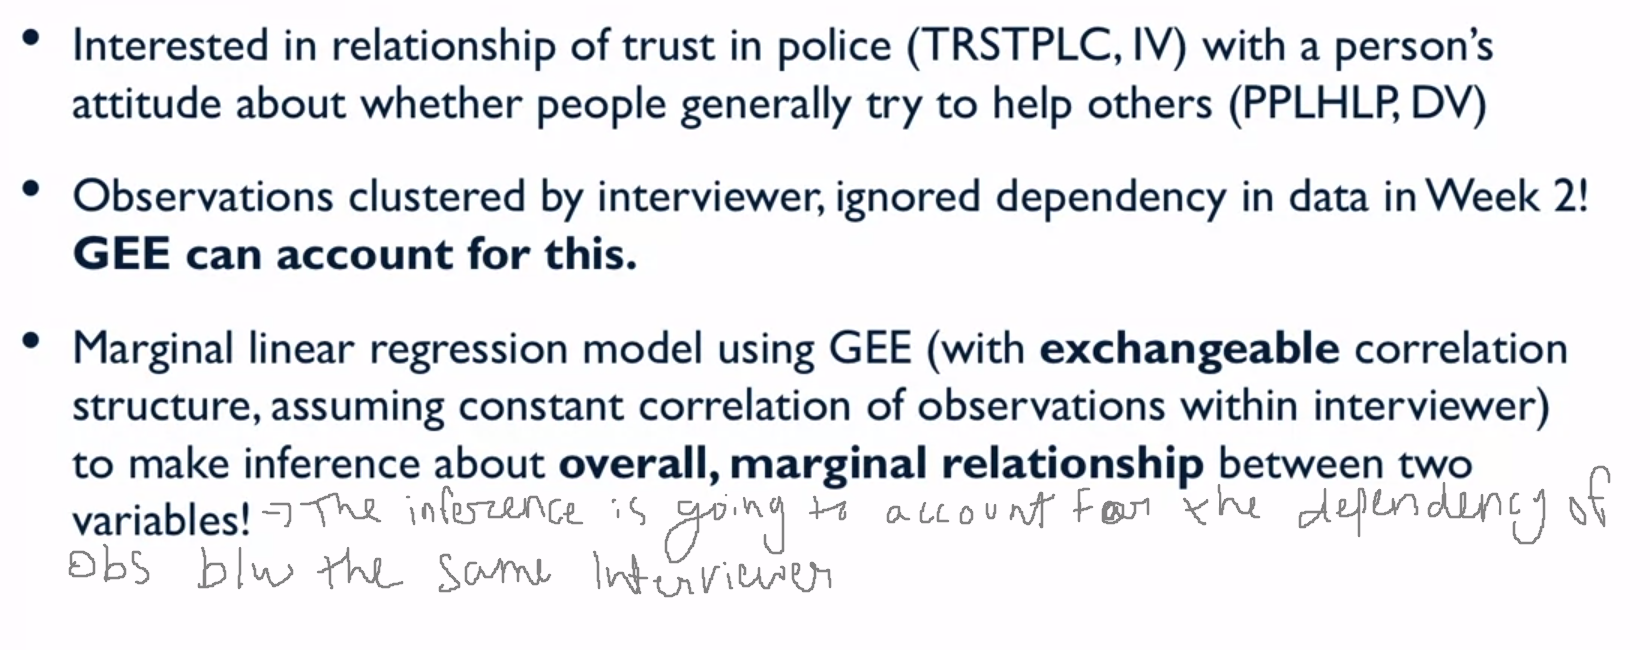 • Interested in relationship of trust in police (TRSTPLC, IV) with a person's
attitude about whether people generally try to help others (PPLHLP, DV)
• Observations clustered by interviewer, ignored dependency in data in Week 2!
GEE can account for this.
• Marginal linear regression model using GEE (with exchangeable correlation
structure, assuming constant correlation of observations within interviewer)
to make inference about overall, marginal relationship between two
variables! → The inference is going to account for the dependency of
obs b/w the same Interviewer